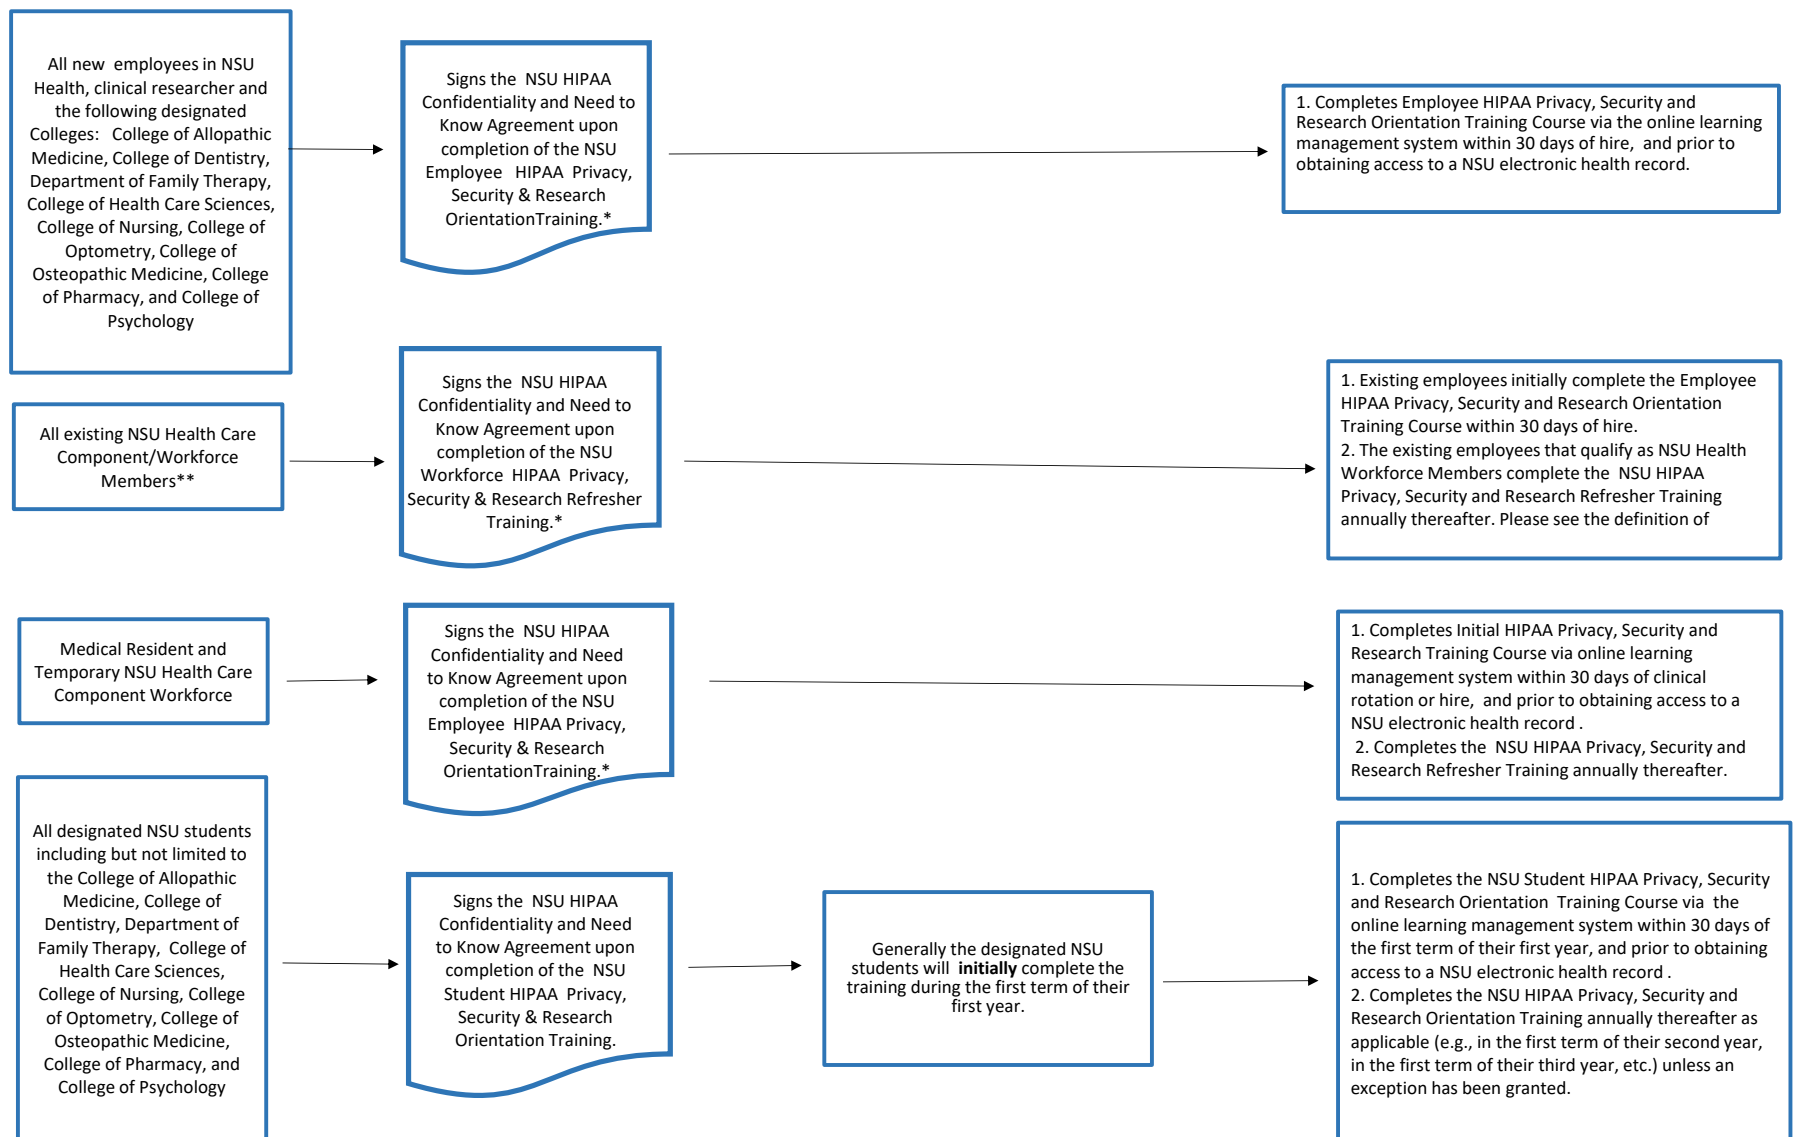 All new employees in NSU
Health, clinical researcher and
the following designated
Colleges: College of Allopathic
Medicine, College of Dentistry,
Department of Family Therapy,
College of Health Care Sciences,
College of Nursing, College of
Optometry, College of
Osteopathic Medicine, College
of Pharmacy, and College of
Psychology
Signs the NSU HIPAA
Confidentiality and Need to
Know Agreement upon
completion of the NSU
Employee HIPAA Privacy,
Security & Research
OrientationTraining.*
1. Completes Employee HIPAA Privacy, Security and
Research Orientation Training Course via the online learning
management system within 30 days of hire, and prior to
obtaining access to a NSU electronic health record.
All existing NSU Health Care
Component/Workforce
Members**
Signs the NSU HIPAA
Confidentiality and Need to
Know Agreement upon
completion of the NSU
Workforce HIPAA Privacy,
Security & Research Refresher
Training.*
1. Existing employees initially complete the Employee
HIPAA Privacy, Security and Research Orientation
Training Course within 30 days of hire.
2. The existing employees that qualify as NSU Health
Workforce Members complete the NSU HIPAA
Privacy, Security and Research Refresher Training
annually thereafter. Please see the definition of
Medical Resident and
Temporary NSU Health Care
Component Workforce
Signs the NSU HIPAA
Confidentiality and Need
to Know Agreement upon
completion of the NSU
Employee HIPAA Privacy,
Security & Research
OrientationTraining.*
1. Completes Initial HIPAA Privacy, Security and
Research Training Course via online learning
management system within 30 days of clinical
rotation or hire, and prior to obtaining access to a
NSU electronic health record .
2. Completes the NSU HIPAA Privacy, Security and
Research Refresher Training annually thereafter.
All designated NSU students
including but not limited to
the College of Allopathic
Medicine, College of
Dentistry, Department of
Family Therapy, College of
Health Care Sciences,
College of Nursing, College
of Optometry, College of
Osteopathic Medicine,
College of Pharmacy, and
College of Psychology
Signs the NSU HIPAA
Confidentiality and Need
to Know Agreement upon
completion of the NSU
Student HIPAA Privacy,
Security & Research
Orientation Training.
Generally the designated NSU
students will initially complete the
training during the first term of their
first year.
1. Completes the NSU Student HIPAA Privacy, Security
and Research Orientation Training Course via the
online learning management system within 30 days of
the first term of their first year, and prior to obtaining
access to a NSU electronic health record .
2. Completes the NSU HIPAA Privacy, Security and
Research Orientation Training annually thereafter as
applicable (e.g., in the first term of their second year,
in the first term of their third year, etc.) unless an
exception has been granted.